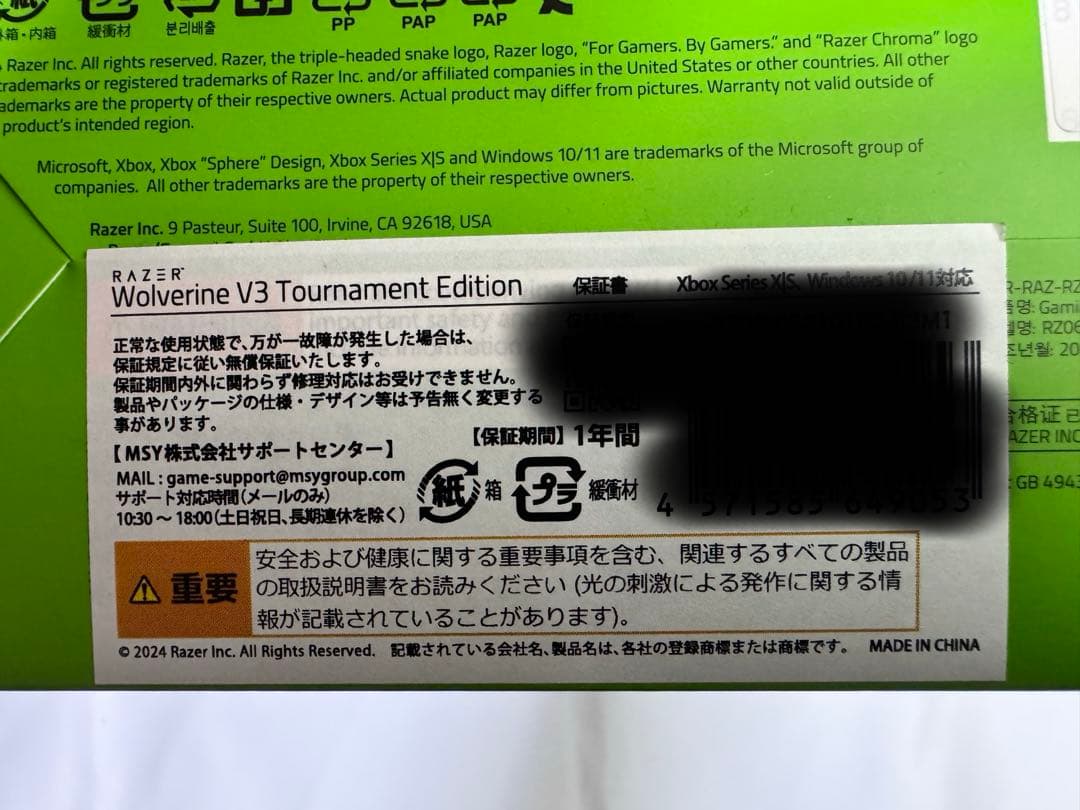 箱・内箱
緩衝材
분리배출
PP
PAP
PAP
Razer Inc. All rights reserved. Razer, the triple-headed snake logo, Razer logo, "For Gamers. By Gamers." and "Razer Chroma" logo
trademarks or registered trademarks of Razer Inc. and/or affiliated companies in the United States or other countries. All other
trademarks are the property of their respective owners. Actual product may differ from pictures. Warranty not valid outside of
product's intended region.
Microsoft, Xbox, Xbox "Sphere" Design, Xbox Series X|S and Windows 10/11 are trademarks of the Microsoft group of
companies. All other trademarks are the property of their respective owners.
Razer Inc. 9 Pasteur, Suite 100, Irvine, CA 92618, USA
RAZER™
Wolverine V3 Tournament Edition 保証書 Xbox Series X|S, Windows 10/11対応
正常な使用状態で、万が一故障が発生した場合は、
保証規定に従い無償保証いたします。
保証期間内外に関わらず修理対応はお受けできません。
製品やパッケージの仕様・デザイン等は予告無く変更する
事があります。
【保証期間】1年間
【MSY株式会社サポートセンター】
MAIL : game-support@msygroup.com
サポート対応時間(メールのみ)
10:30 ～ 18:00(土日祝日、長期連休を除く)
紙 箱 プラ 緩衝材
重要
安全および健康に関する重要事項を含む、関連するすべての製品
の取扱説明書をお読みください (光の刺激による発作に関する情
報が記載されていることがあります)。
© 2024 Razer Inc. All Rights Reserved. 記載されている会社名、製品名は、各社の登録商標または商標です。 MADE IN CHINA
R-RAZ-RZ
명: Gami
명: RZ06
조년월: 20
合格证
RAZER INC
: GB 4943